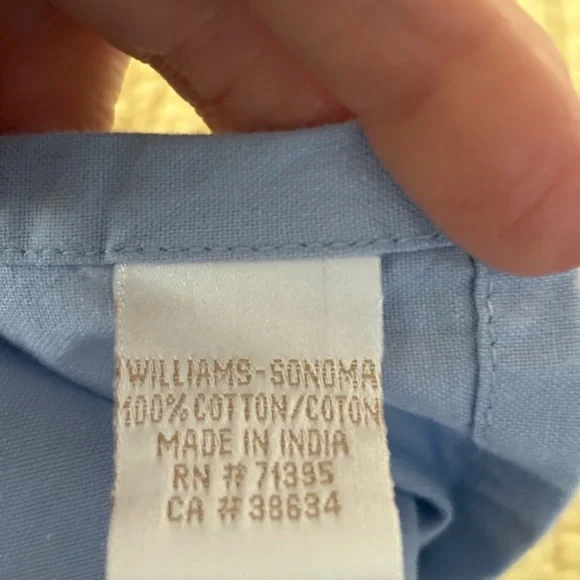 WILLIAMS-SONOMA
100% COTTON/COTON
MADE IN INDIA
RN # 71395
CA # 38634